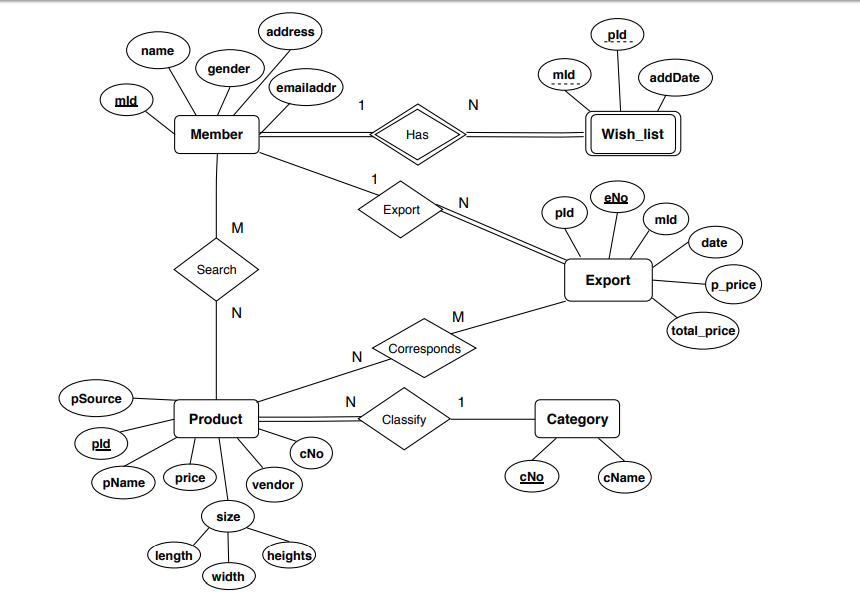 address
pId
name
gender
mId
addDate
emailaddr
mId
1
N
Member
Has
Wish_list
1
N
eNo
Export
pId
mId
M
date
Search
Export
p_price
N
M
total_price
N
Corresponds
pSource
N
1
Product
Classify
Category
pId
cNo
pName
price
vendor
cNo
cName
size
length
heights
width